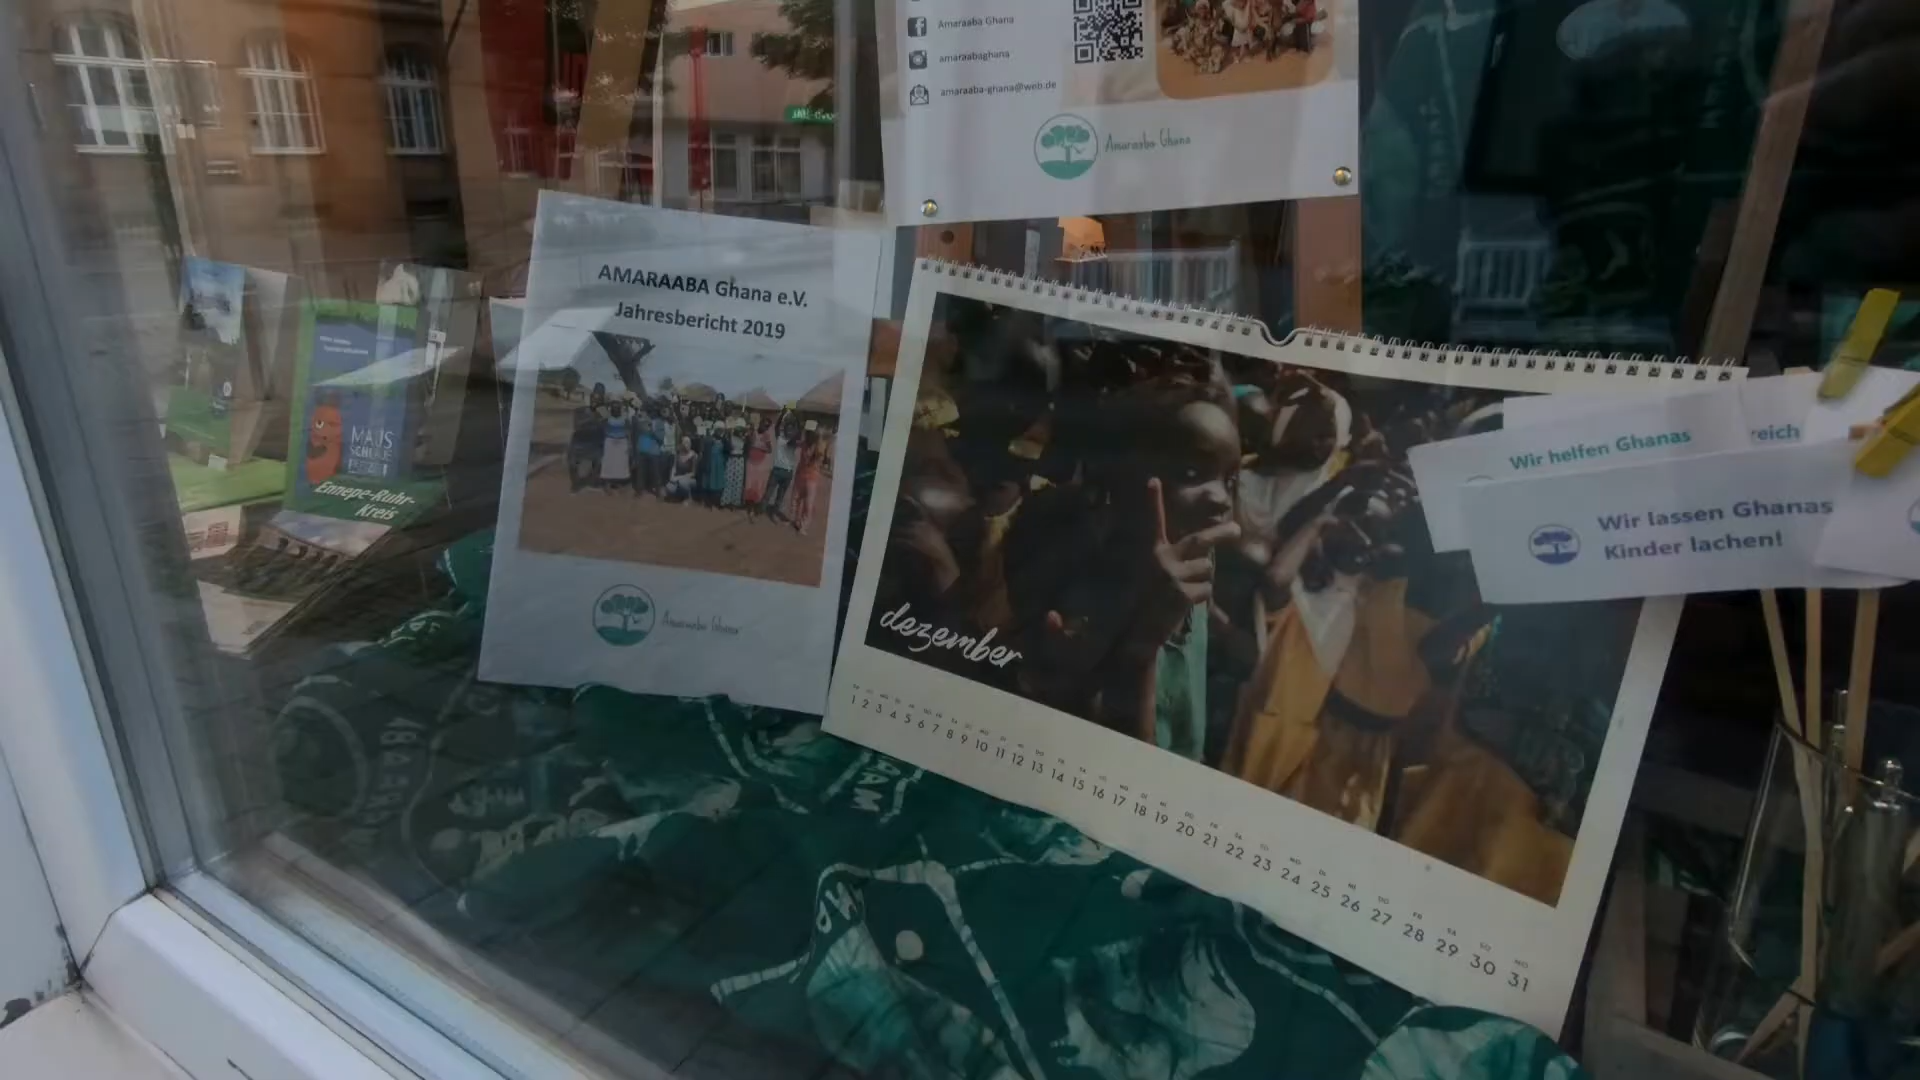 Amaraaba Ghana
amaraabaghana
amaraaba-ghana@web.de
Amaraaba Ghana
AMARAABA Ghana e.V.
Jahresbericht 2019
Amaraaba Ghana
MAUS
Ennepe-Ruhr-
Kreis
dezember
1 2 3 4 5 6 7 8 9 10 11 12 13 14 15 16 17 18 19 20 21 22 23 24 25 26 27 28 29 30 31
Wir helfen Ghanas
reich
Wir lassen Ghanas
Kinder lachen!